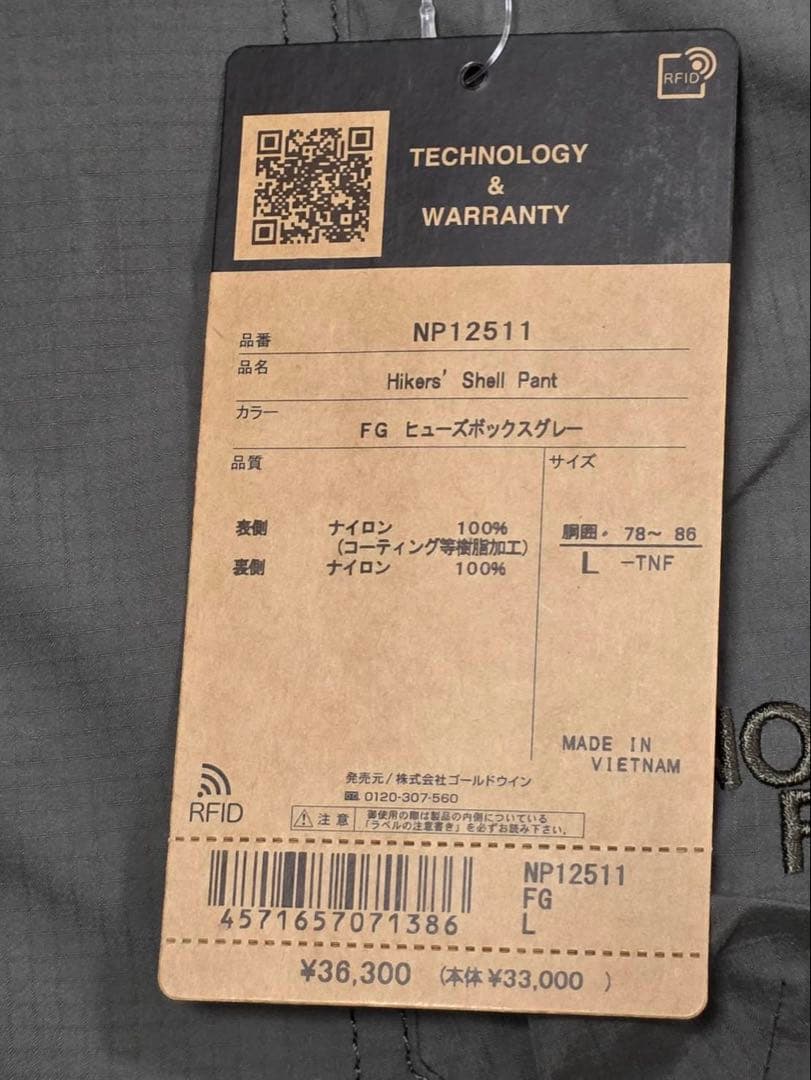 RFID
TECHNOLOGY
&
WARRANTY
品番 NP12511
品名 Hikers' Shell Pant
カラー FG ヒューズボックスグレー
品質
サイズ
表側 ナイロン 100%
(コーティング等樹脂加工)
裏側 ナイロン 100%
胴囲. 78~ 86
L -TNF
MADE IN
VIETNAM
RFID
発売元/株式会社ゴールドウイン
0120-307-560
注意
御使用の際は製品の内側についている
「ラベルの注意書き」を必ずお読み下さい。
4571657071386
NP12511
FG
L
¥36,300 (本体 ¥33,000 )